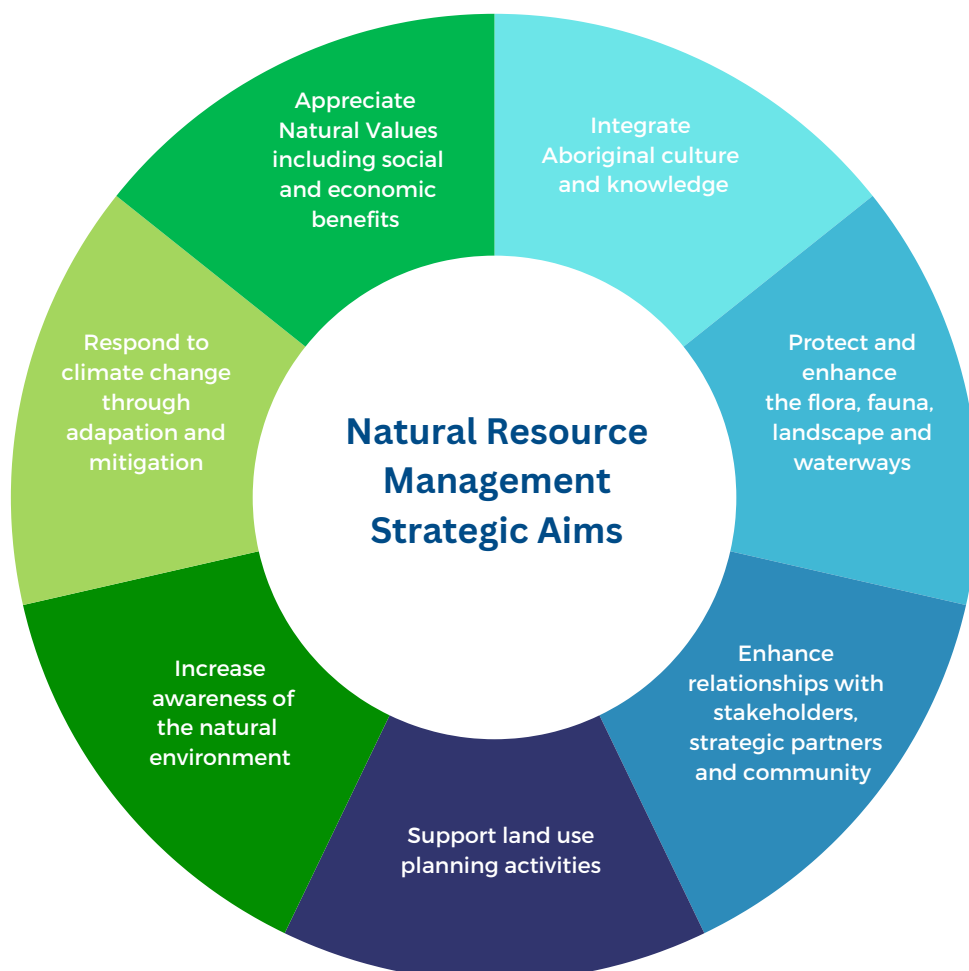 Natural Resource
Management
Strategic Aims
Integrate
Aboriginal culture
and knowledge
Protect and
enhance
the flora, fauna,
landscape and
waterways
Enhance
relationships with
stakeholders,
strategic partners
and community
Support land use
planning activities
Increase
awareness of
the natural
environment
Respond to
climate change
through
adapation and
mitigation
Appreciate
Natural Values
including social
and economic
benefits